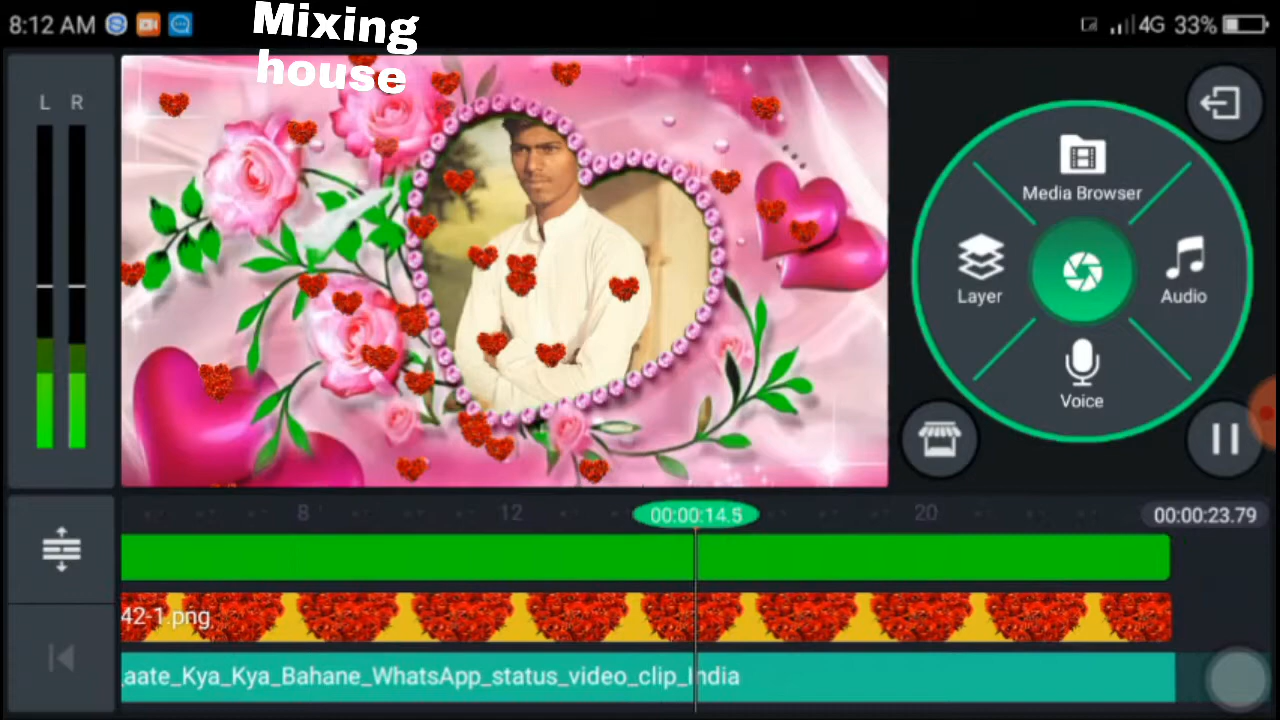 8:12 AM
4G 33%
Mixing
house
L R
Media Browser
Layer
Audio
Voice
8 12 00:00:14.5 20 00:00:23.79
42-1.png
aate_Kya_Kya_Bahane_WhatsApp_status_video_clip_India